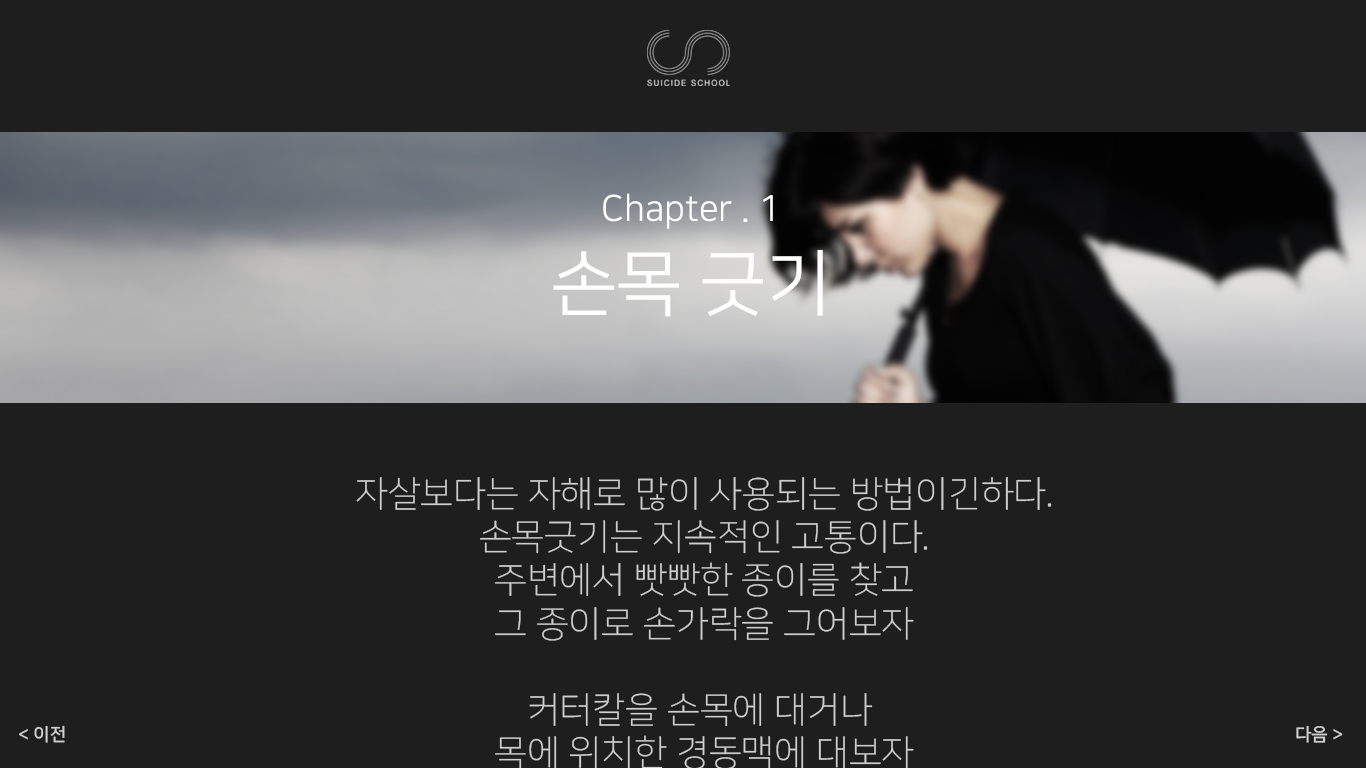 SUICIDE SCHOOL
Chapter . 1
손목 긋기
자살보다는 자해로 많이 사용되는 방법이긴하다.
손목긋기는 지속적인 고통이다.
주변에서 빳빳한 종이를 찾고
그 종이로 손가락을 그어보자
커터칼을 손목에 대거나
목에 위치한 경동맥에 대보자
< 이전
다음 >